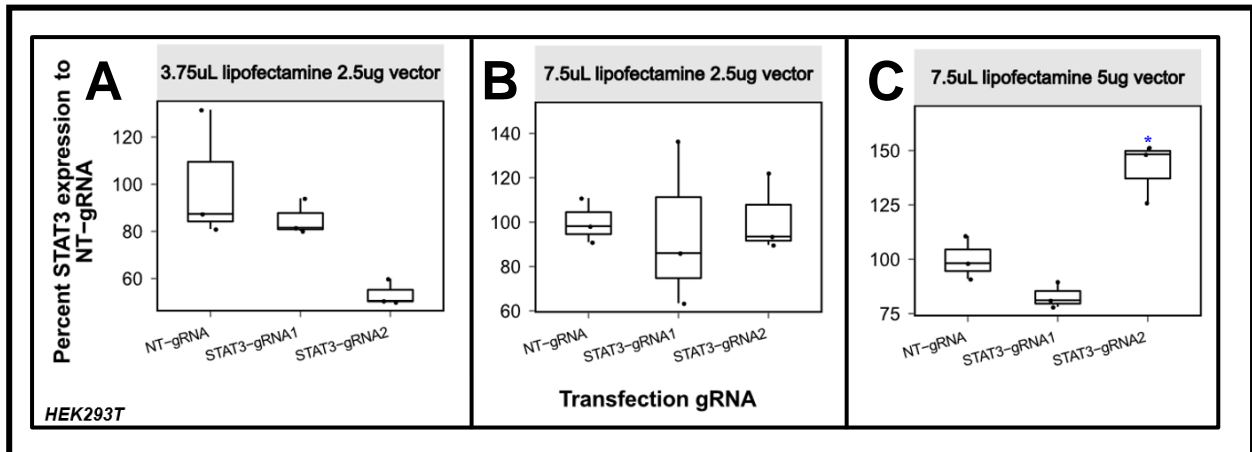 Percent STAT3 expression to
NT−gRNA
A
3.75uL lipofectamine 2.5ug vector
120
100
80
60
NT−gRNA
STAT3−gRNA1
STAT3−gRNA2
HEK293T
B
7.5uL lipofectamine 2.5ug vector
140
120
100
80
60
NT−gRNA
STAT3−gRNA1
STAT3−gRNA2
Transfection gRNA
C
7.5uL lipofectamine 5ug vector
*
150
125
100
75
NT−gRNA
STAT3−gRNA1
STAT3−gRNA2